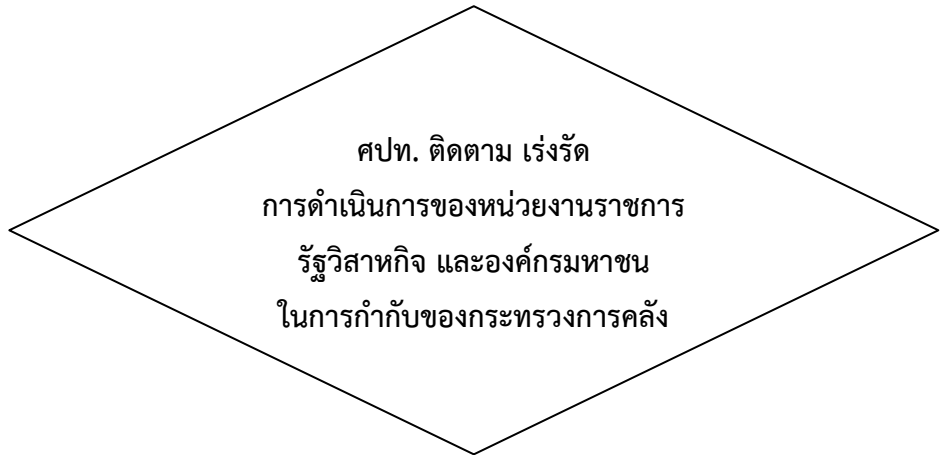 ศปท. ติดตาม เร่งรัด
การดำเนินการของหน่วยงานราชการ
รัฐวิสาหกิจ และองค์กรมหาชน
ในการกำกับของกระทรวงการคลัง